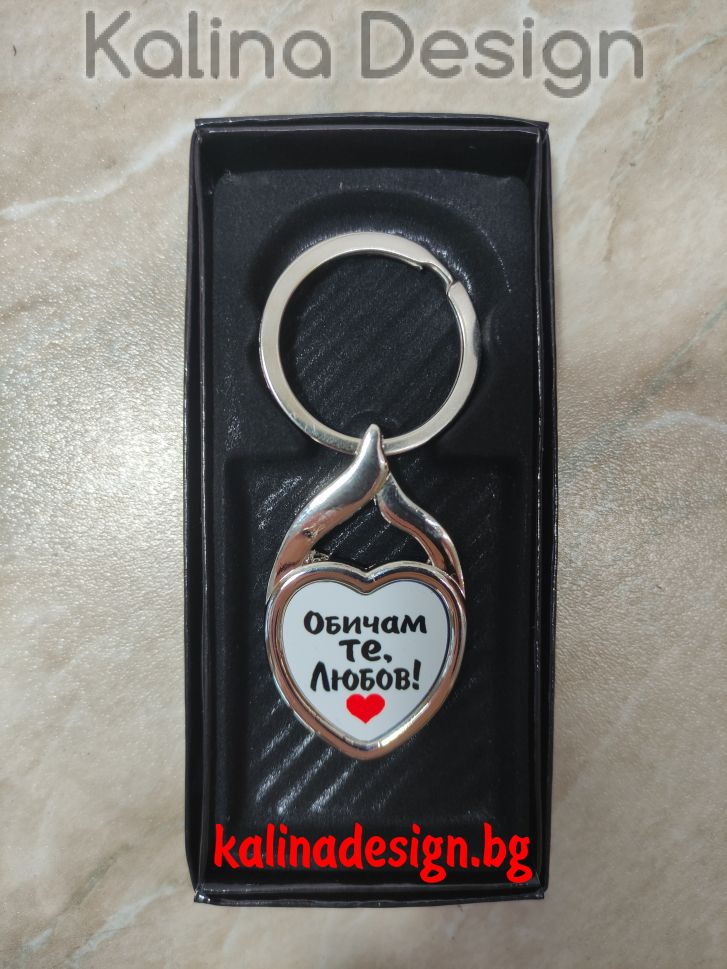 Kalina Design
Обичам
те,
Любов!
kalinadesign.bg